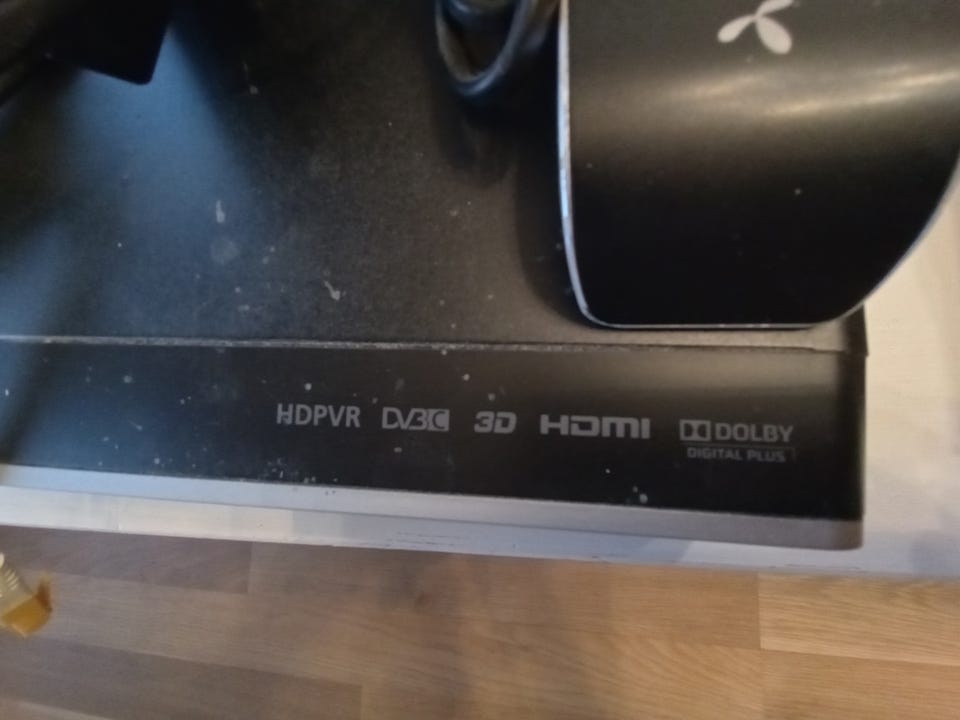 HDPVR DVB C 3D HDMI DOLBY
DIGITAL PLUS